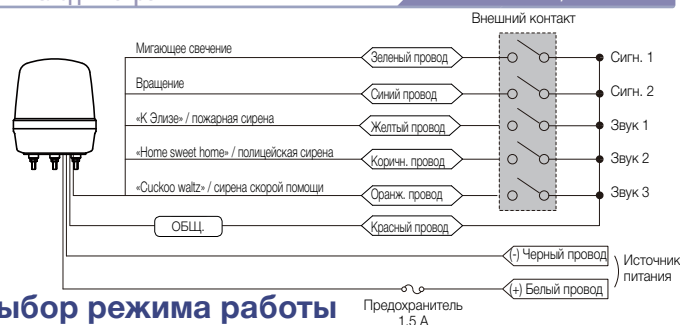 Внешний контакт
Мигающее свечение
Зеленый провод
Сигн. 1
Вращение
Синий провод
Сигн. 2
«К Элизе» / пожарная сирена
Желтый провод
Звук 1
«Home sweet home» / полицейская сирена
Коричн. провод
Звук 2
«Cuckoo waltz» / сирена скорой помощи
Оранж. провод
Звук 3
ОБЩ.
Красный провод
(-) Черный провод
Источник
питания
(+) Белый провод
Предохранитель
1,5 А
ыбор режима работы